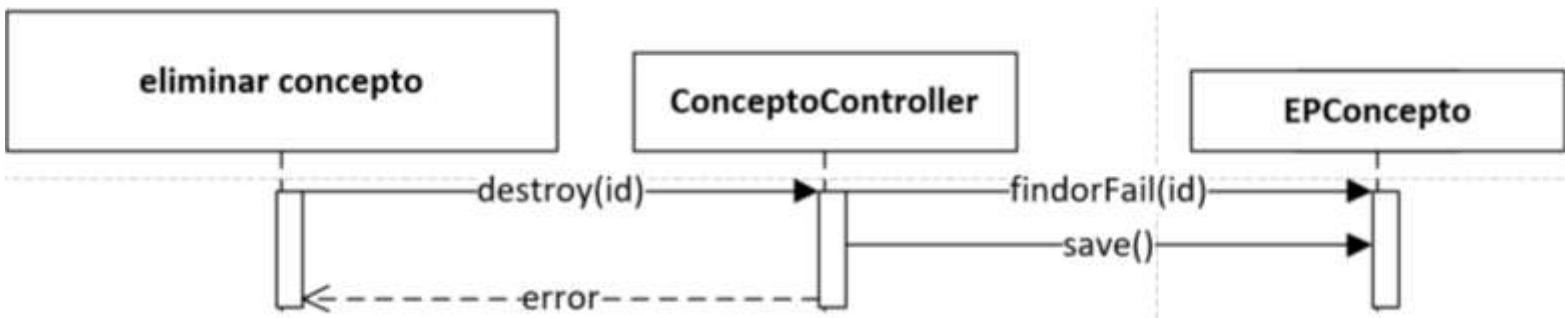 eliminar concepto
ConceptoController
EPConcepto
destroy(id)
findorFail(id)
save()
error